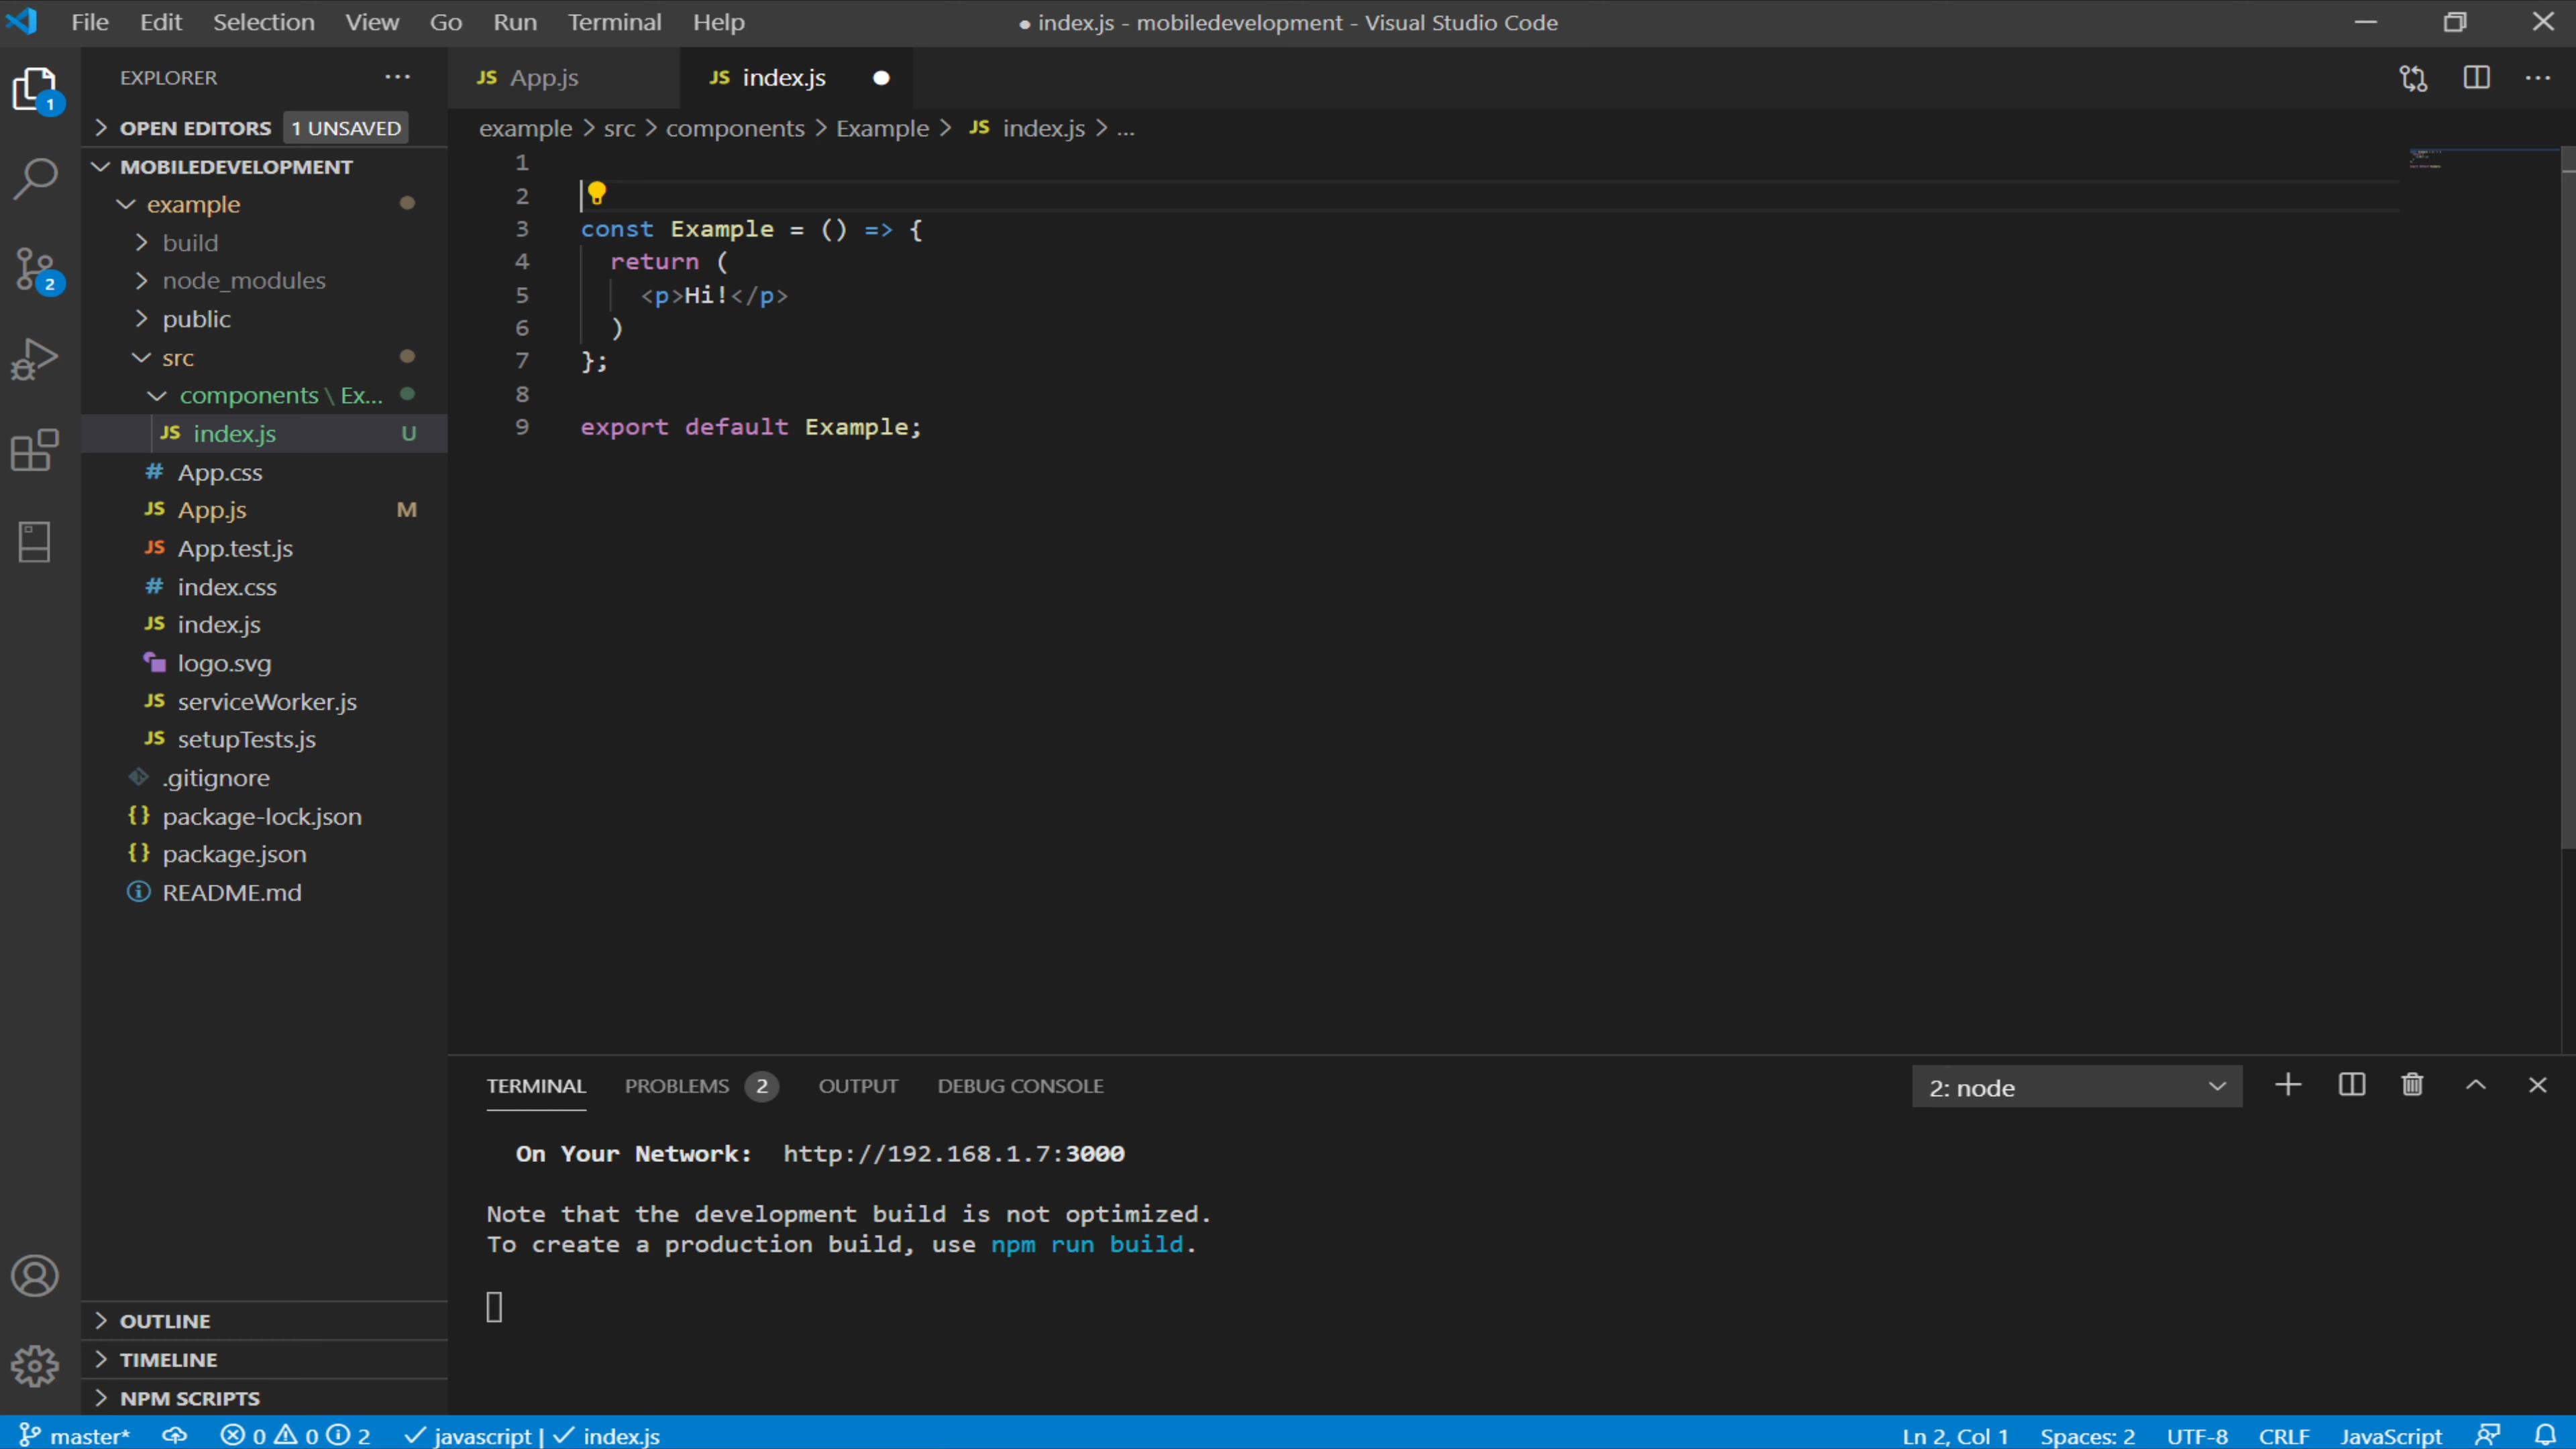 File Edit Selection View Go Run Terminal Help ● index.js - mobiledevelopment - Visual Studio Code
EXPLORER ···
1
OPEN EDITORS 1 UNSAVED
MOBILEDEVELOPMENT
example
build
2
node_modules
public
src
components \ Ex...
JS index.js U
# App.css
JS App.js M
JS App.test.js
# index.css
JS index.js
logo.svg
JS serviceWorker.js
JS setupTests.js
.gitignore
{} package-lock.json
{} package.json
README.md
OUTLINE
TIMELINE
NPM SCRIPTS
JS App.js JS index.js ●
example > src > components > Example > JS index.js > ...
1
2
3 const Example = () => {
4 return (
5 <p>Hi!</p>
6 )
7 };
8
9 export default Example;
TERMINAL PROBLEMS 2 OUTPUT DEBUG CONSOLE 2: node
On Your Network: http://192.168.1.7:3000
Note that the development build is not optimized.
To create a production build, use npm run build.
master* 0 0 2 javascript | index.js Ln 2, Col 1 Spaces: 2 UTF-8 CRLF JavaScript